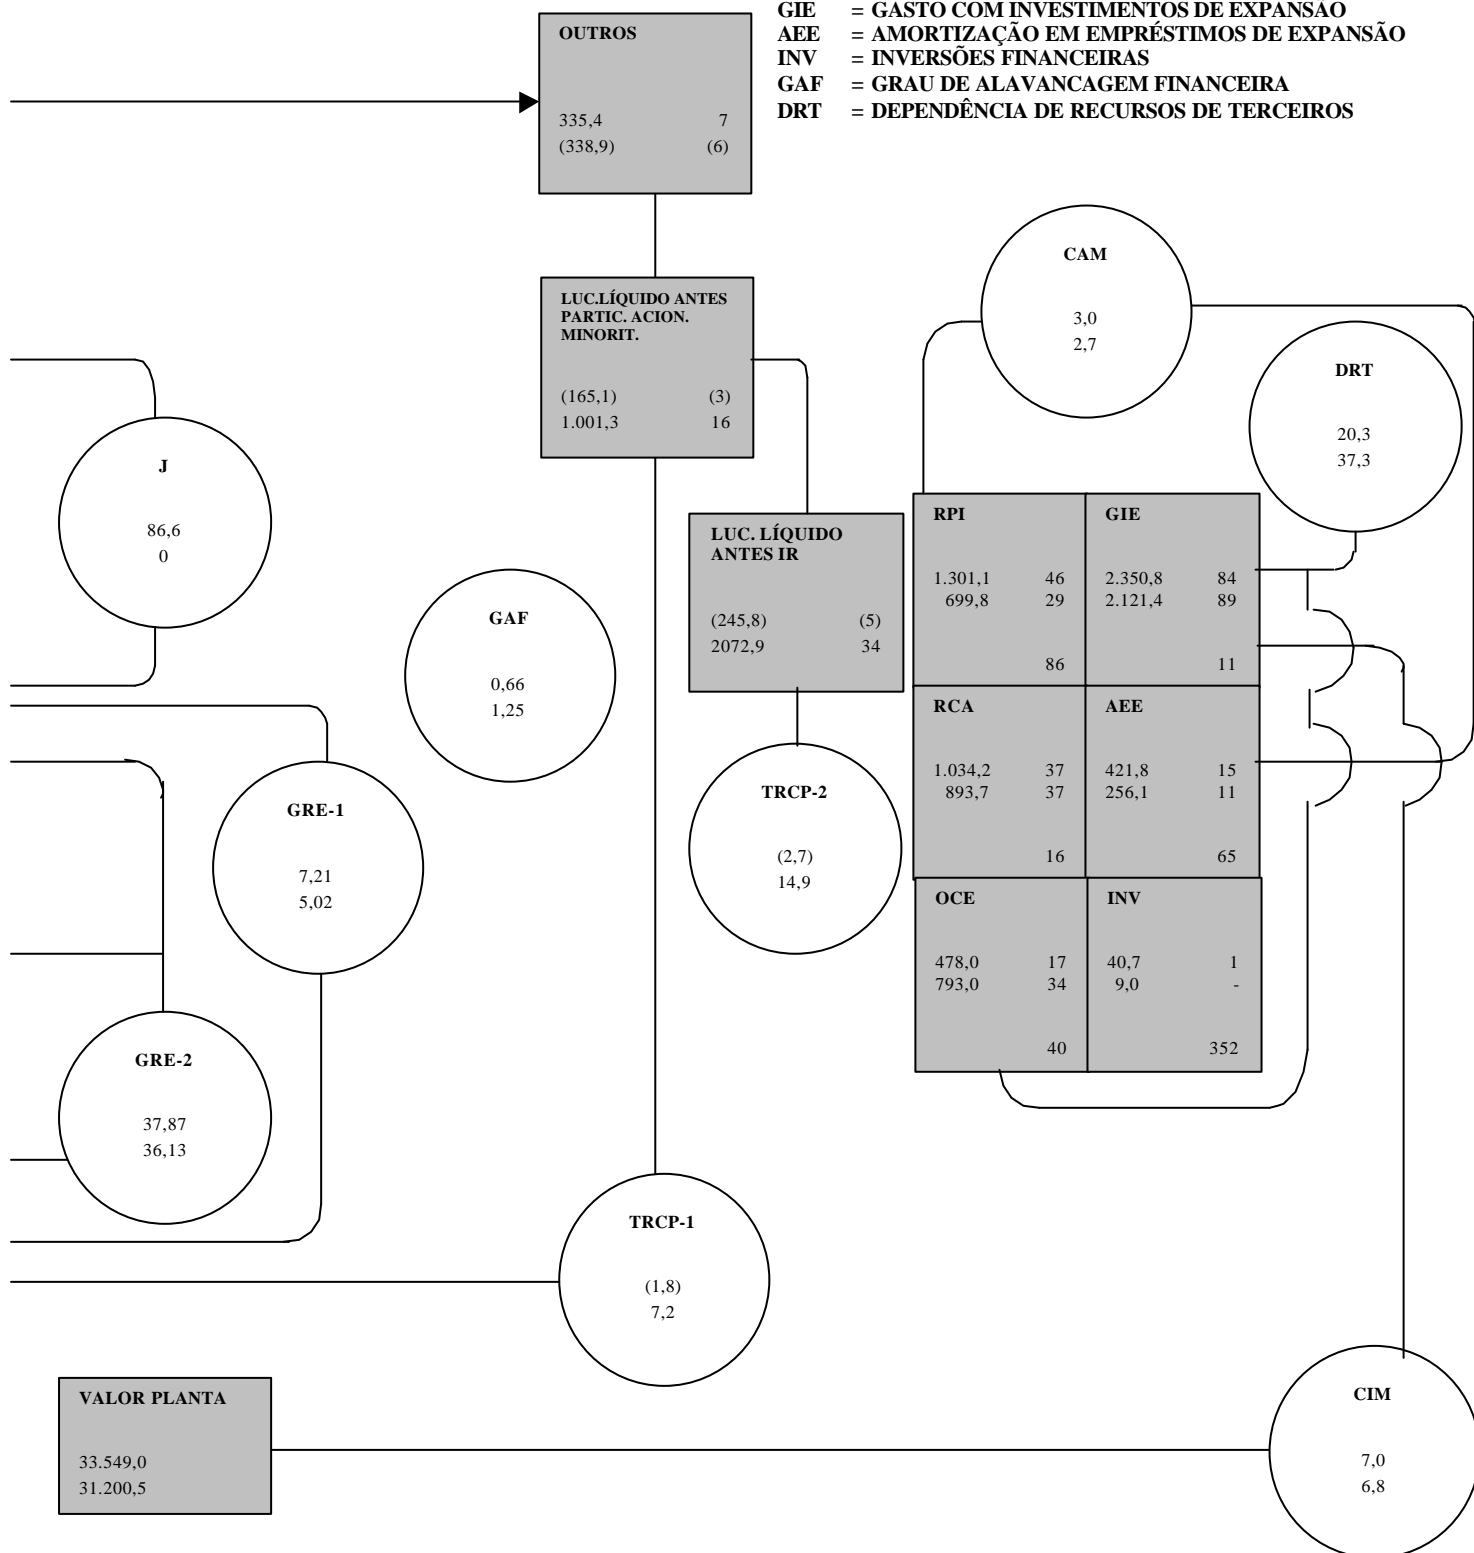 GIE = GASTO COM INVESTIMENTOS DE EXPANSÃO
AEE = AMORTIZAÇÃO EM EMPRÉSTIMOS DE EXPANSÃO
INV = INVERSÕES FINANCEIRAS
GAF = GRAU DE ALAVANCAGEM FINANCEIRA
DRT = DEPENDÊNCIA DE RECURSOS DE TERCEIROS
OUTROS
335,4 7
(338,9) (6)
LUC.LÍQUIDO ANTES
PARTIC. ACION.
MINORIT.
(165,1) (3)
1.001,3 16
CAM
3,0
2,7
DRT
20,3
37,3
J
86,6
0
GAF
0,66
1,25
LUC. LÍQUIDO
ANTES IR
(245,8) (5)
2072,9 34
RPI
1.301,1 46
699,8 29
86
GIE
2.350,8 84
2.121,4 89
11
RCA
1.034,2 37
893,7 37
16
AEE
421,8 15
256,1 11
65
OCE
478,0 17
793,0 34
40
INV
40,7 1
9,0 -
352
GRE-1
7,21
5,02
TRCP-2
(2,7)
14,9
GRE-2
37,87
36,13
TRCP-1
(1,8)
7,2
VALOR PLANTA
33.549,0
31.200,5
CIM
7,0
6,8